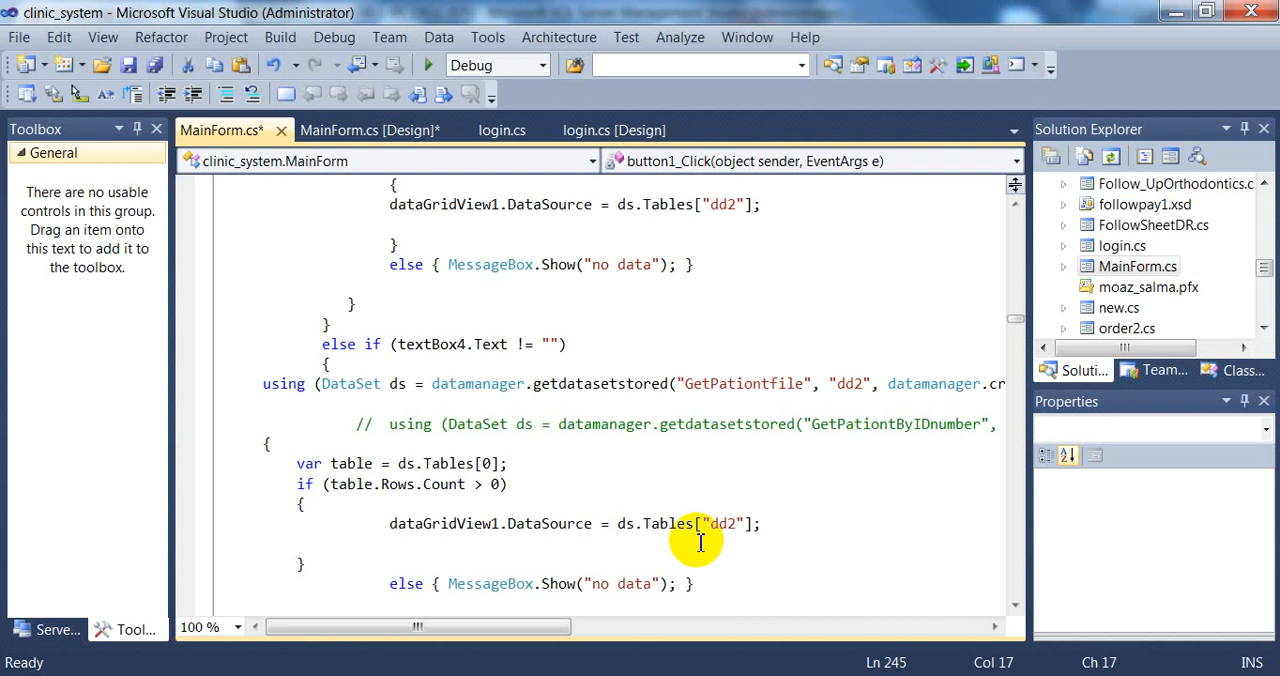 clinic_system - Microsoft Visual Studio (Administrator)
File Edit View Refactor Project Build Debug Team Data Tools Architecture Test Analyze Window Help
Debug
Toolbox
General
There are no usable
controls in this group.
Drag an item onto
this text to add it to
the toolbox.
Serve... Tool...
MainForm.cs* MainForm.cs [Design]* login.cs login.cs [Design]
clinic_system.MainForm button1_Click(object sender, EventArgs e)
{
dataGridView1.DataSource = ds.Tables["dd2"];
}
else { MessageBox.Show("no data"); }
}
}
else if (textBox4.Text != "")
{
using (DataSet ds = datamanager.getdatasetstored("GetPationtfile", "dd2", datamanager.cr
// using (DataSet ds = datamanager.getdatasetstored("GetPationtByIDnumber",
{
var table = ds.Tables[0];
if (table.Rows.Count > 0)
{
dataGridView1.DataSource = ds.Tables["dd2"];
}
else { MessageBox.Show("no data"); }
100 %
Solution Explorer
Follow_UpOrthodontics.c
followpay1.xsd
FollowSheetDR.cs
login.cs
MainForm.cs
moaz_salma.pfx
new.cs
order2.cs
Soluti... Team... Class...
Properties
Ready Ln 245 Col 17 Ch 17 INS